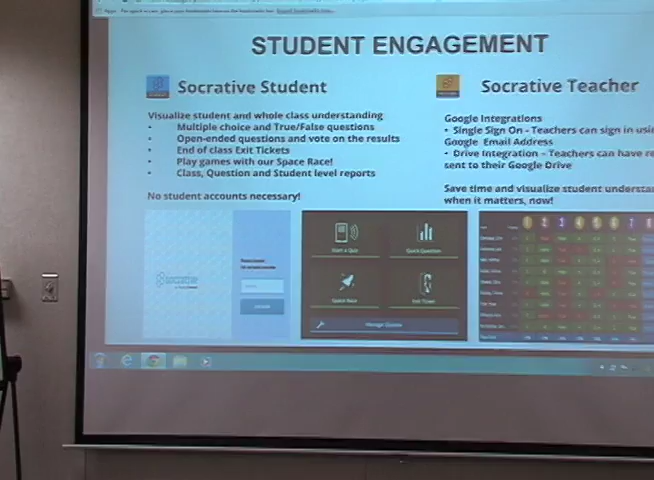 STUDENT ENGAGEMENT
Socrative Student
Visualize student and whole class understanding
• Multiple choice and True/False questions
• Open-ended questions and vote on the results
• End of class Exit Tickets
• Play games with our Space Race!
• Class, Question and Student level reports
No student accounts necessary!
Socrative Teacher
Google Integrations
• Single Sign On - Teachers can sign in
Google Email Address
• Drive Integration – Teachers can have
sent to their Google Drive
Save time and visualize student
when it matters, now!
socrative
Start a Quiz
Quick Question
Space Race
Exit Ticket
Manage Quizzes